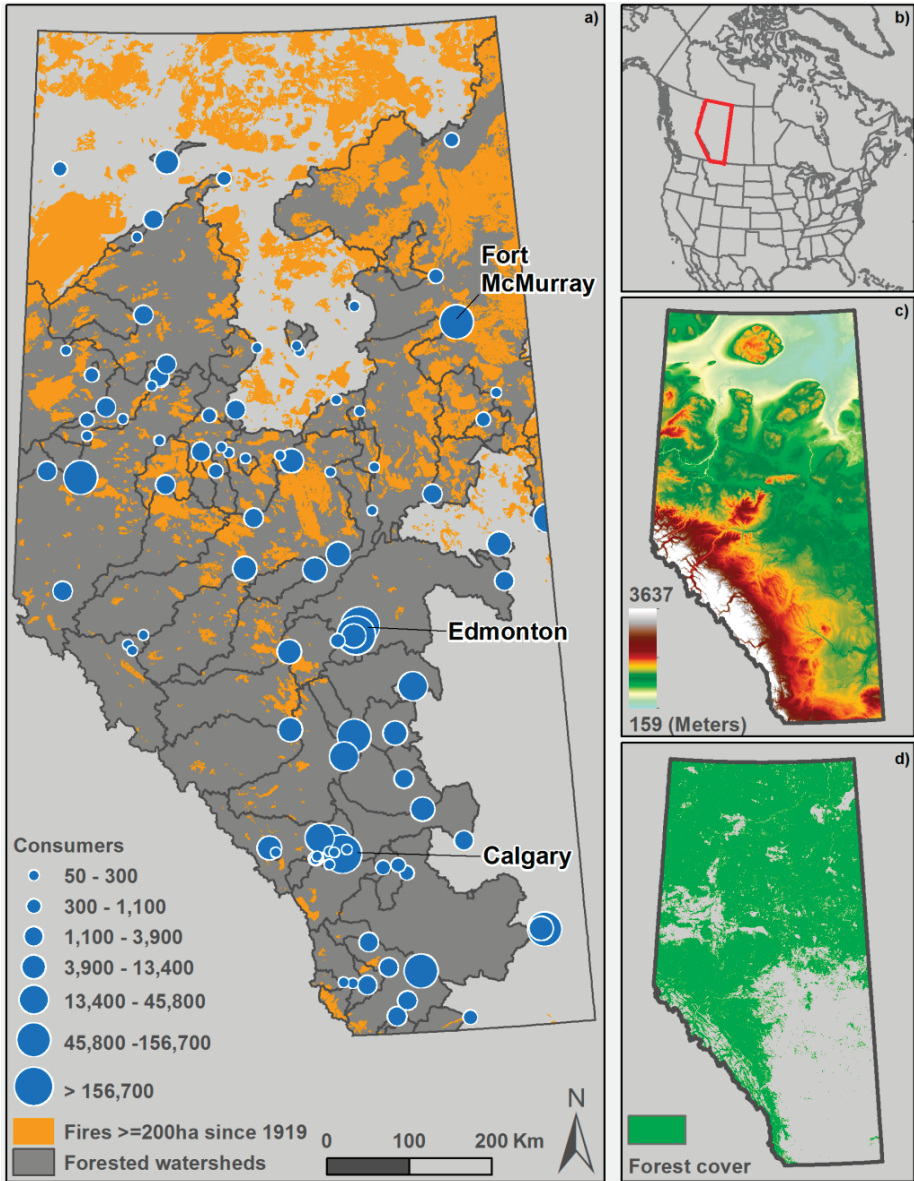 a)
Fort
McMurray
Edmonton
Calgary
Consumers
50 - 300
300 - 1,100
1,100 - 3,900
3,900 - 13,400
13,400 - 45,800
45,800 -156,700
> 156,700
Fires >=200ha since 1919
Forested watersheds
0 100 200 Km
N
b)
c)
3637
159 (Meters)
d)
Forest cover